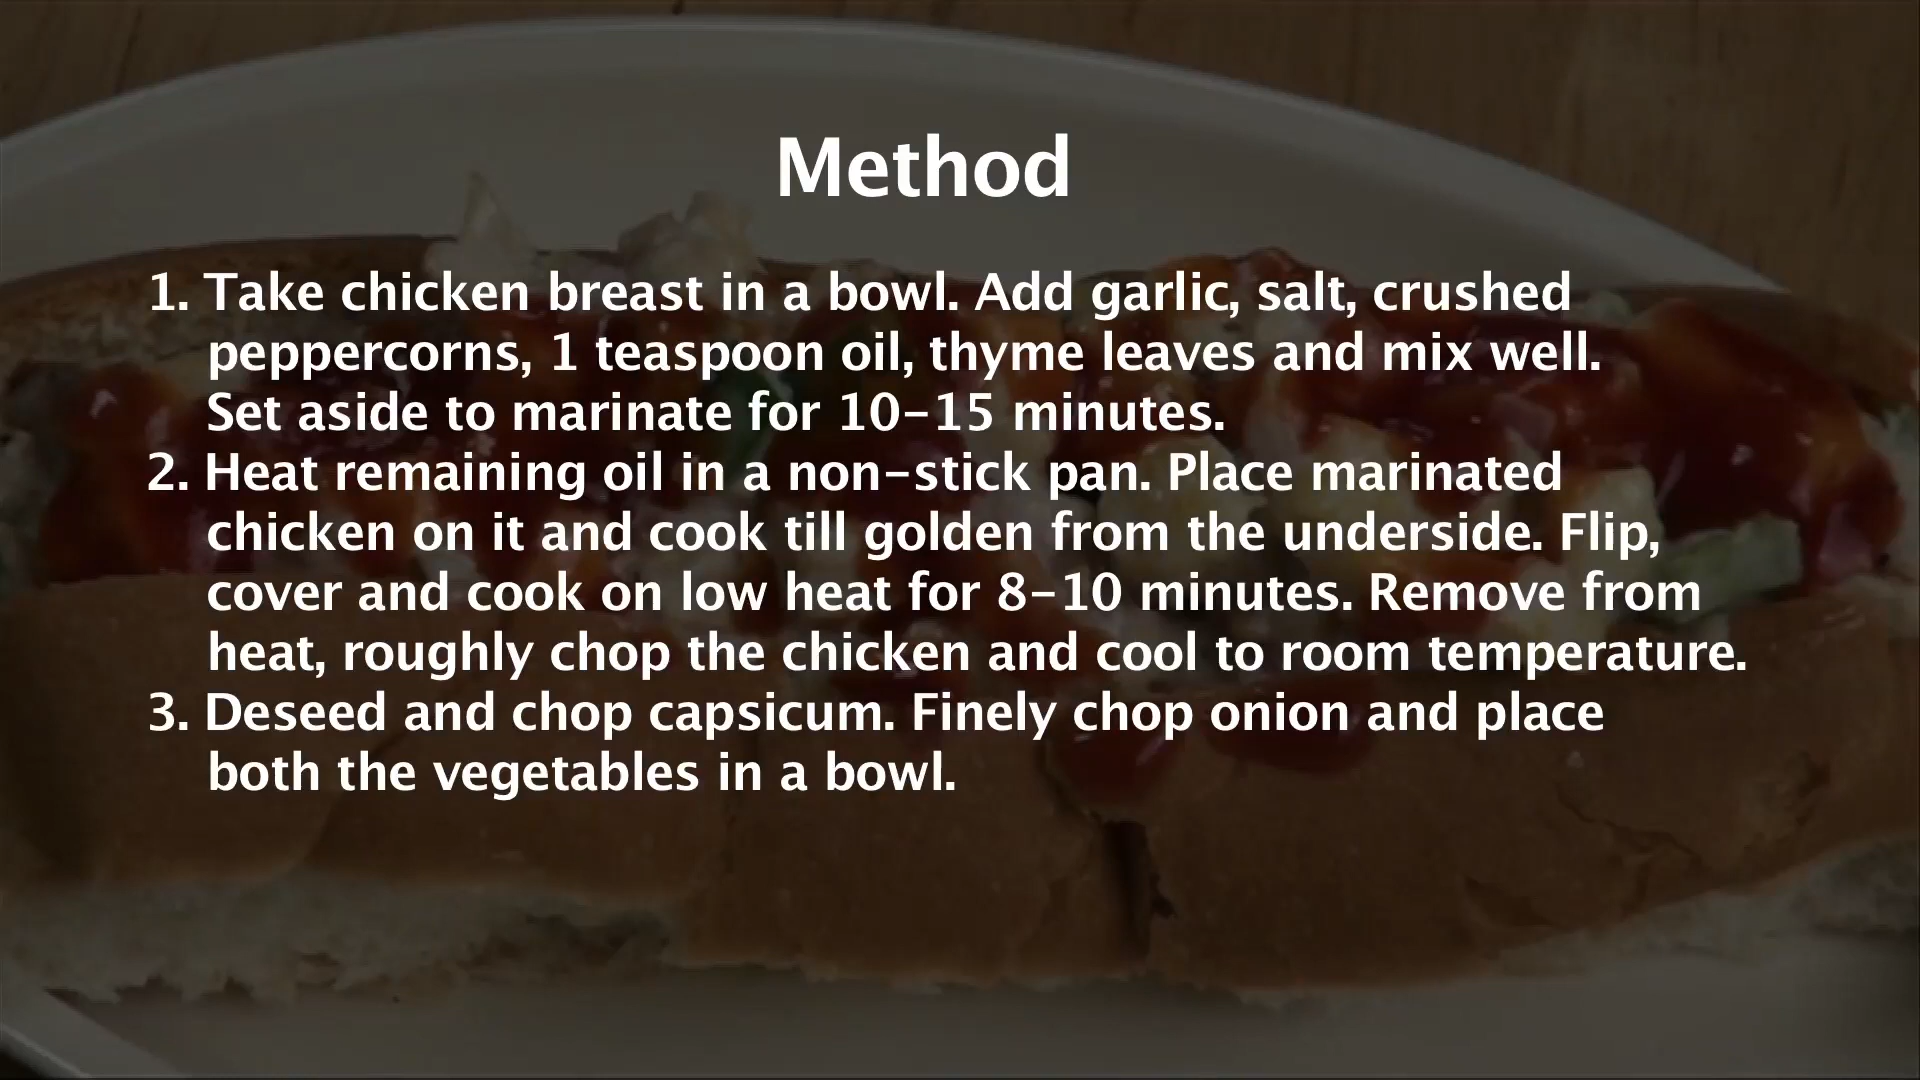 Method
1. Take chicken breast in a bowl. Add garlic, salt, crushed
peppercorns, 1 teaspoon oil, thyme leaves and mix well.
Set aside to marinate for 10-15 minutes.
2. Heat remaining oil in a non-stick pan. Place marinated
chicken on it and cook till golden from the underside. Flip,
cover and cook on low heat for 8-10 minutes. Remove from
heat, roughly chop the chicken and cool to room temperature.
3. Deseed and chop capsicum. Finely chop onion and place
both the vegetables in a bowl.